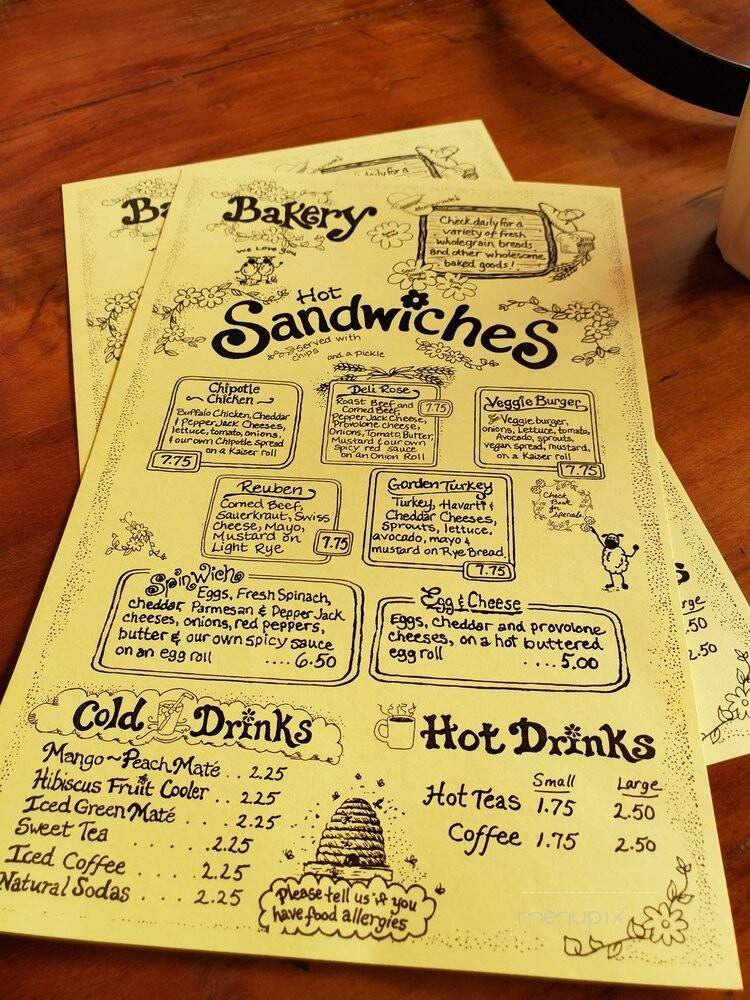 Bakery
we love you
Check daily for a
variety of fresh
wholegrain breads
and other wholesome
baked goods!
Hot
Sandwiches
served with
chips and a pickle
Chipotle
Chicken
Buffalo Chicken, Cheddar
& Pepper Jack Cheeses,
lettuce, tomato, onions,
& our own Chipotle Spread
on a Kaiser roll
7.75
Deli Rose
Roast Beef and
Corned Beef,
Pepper Jack Cheese,
Provolone cheese,
Onions, Tomato, Butter,
Mustard & our own
Spicy red sauce
on an Onion Roll
7.75
Veggie Burger
Veggie burger,
onions, Lettuce, tomato,
Avocado, sprouts,
vegan spread, mustard,
on a Kaiser roll
7.75
Reuben
Corned Beef,
Sauerkraut, Swiss
cheese, Mayo,
Mustard on
Light Rye
7.75
Garden Turkey
Turkey, Havarti &
Cheddar Cheeses,
Sprouts, lettuce,
avocado, mayo &
mustard on Rye Bread
7.75
Check
Back
for
Specials
Spinwich
Eggs, Fresh Spinach,
cheddar, Parmesan & Pepper Jack
cheeses, onions, red peppers,
butter & our own spicy sauce
on an egg roll .... 6.50
Egg & Cheese
Eggs, cheddar and provolone
cheeses, on a hot buttered
egg roll .... 5.00
Cold Drinks
Mango~Peach Maté .. 2.25
Hibiscus Fruit Cooler .. 2.25
Iced Green Maté .... 2.25
Sweet Tea ...... 2.25
Iced Coffee .... 2.25
Natural Sodas ... 2.25
Please tell us if you
have food allergies
Hot Drinks
Small Large
Hot Teas 1.75 2.50
Coffee 1.75 2.50
Ba
daily for a
s
rge
2.50
2.50
menupix